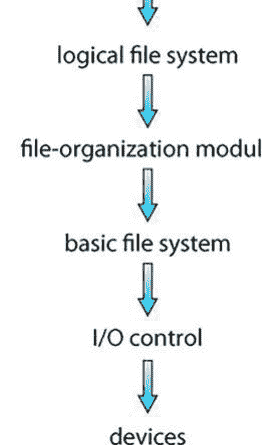 logical file system
file-organization modul
basic file system
I/O control
devices